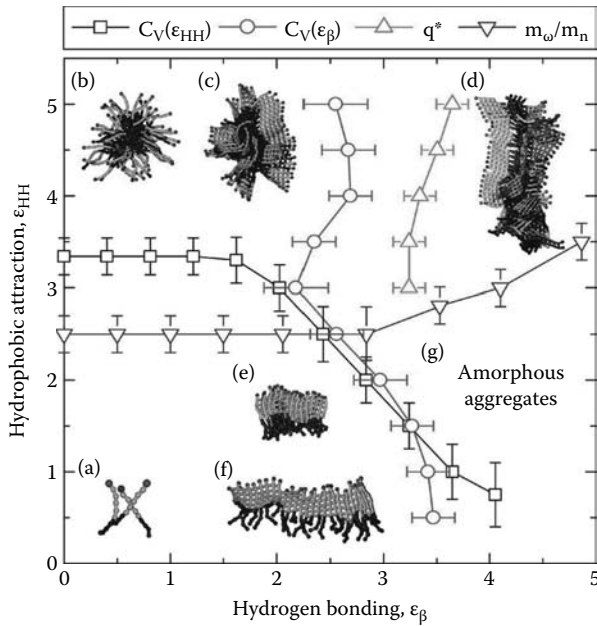 C_V(ε_HH) C_V(ε_β) q* m_ω/m_n
(b) (c) (d)
5
4
3
2
1
0
Hydrophobic attraction, ε_HH
(e) (g)
Amorphous
aggregates
(a) (f)
0 1 2 3 4 5
Hydrogen bonding, ε_β